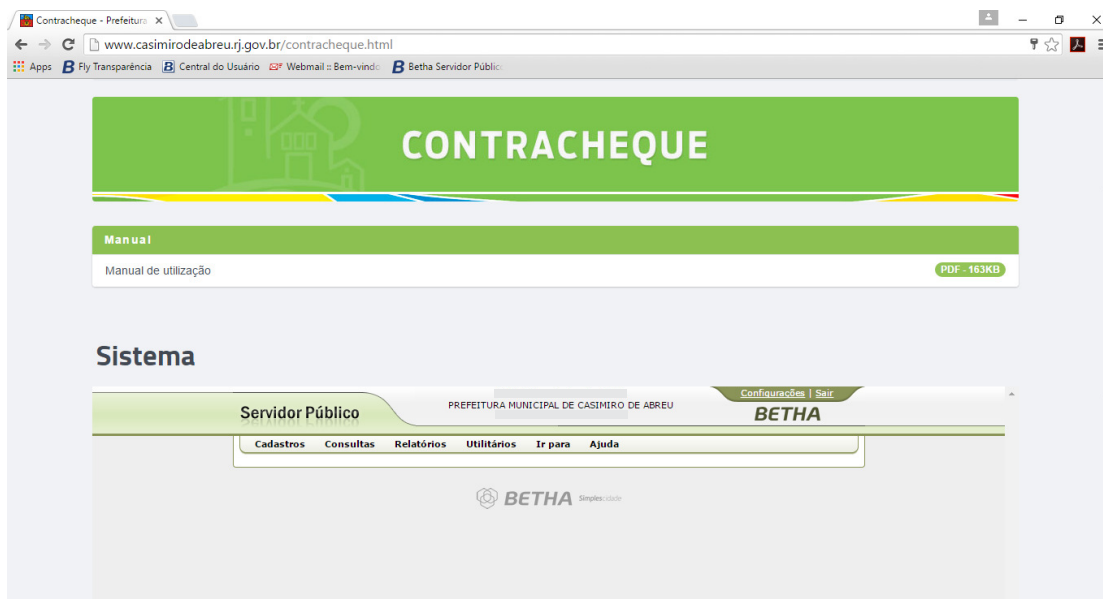 Contracheque - Prefeitura
www.casimirodeabreu.rj.gov.br/contracheque.html
Apps B Fly Transparência B Central do Usuário Webmail :: Bem-vindo B Betha Servidor Públic
CONTRACHEQUE
Manual
Manual de utilização PDF - 163KB
Sistema
Configurações | Sair
Servidor Público PREFEITURA MUNICIPAL DE CASIMIRO DE ABREU BETHA
Cadastros Consultas Relatórios Utilitários Ir para Ajuda
BETHA Simplescidade